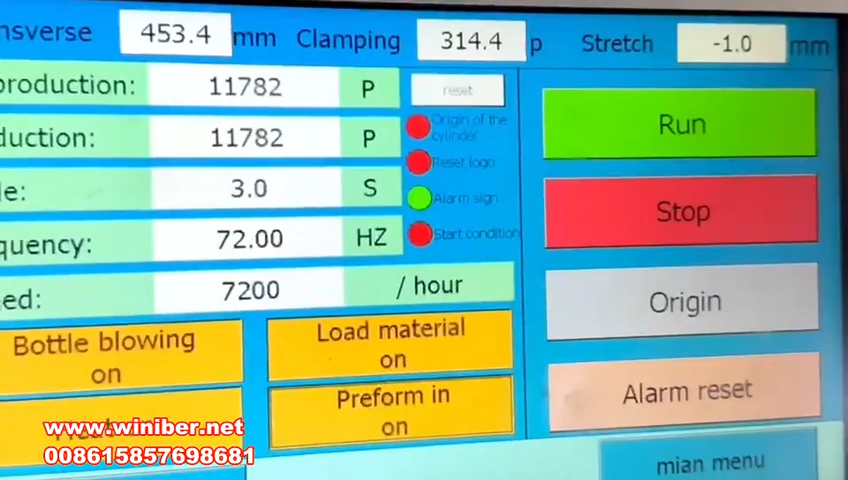 nsverse 453.4 mm Clamping 314.4 p Stretch -1.0 mm
production: 11782 P reset
duction: 11782 P
Origin of the
cylinder
Reset logo
le: 3.0 S
Alarm sign
quency: 72.00 HZ
Start condition
ed: 7200 / hour
Run
Stop
Origin
Alarm reset
mian menu
Bottle blowing
on
Load material
on
Preform in
on
www.winiber.net
008615857698681